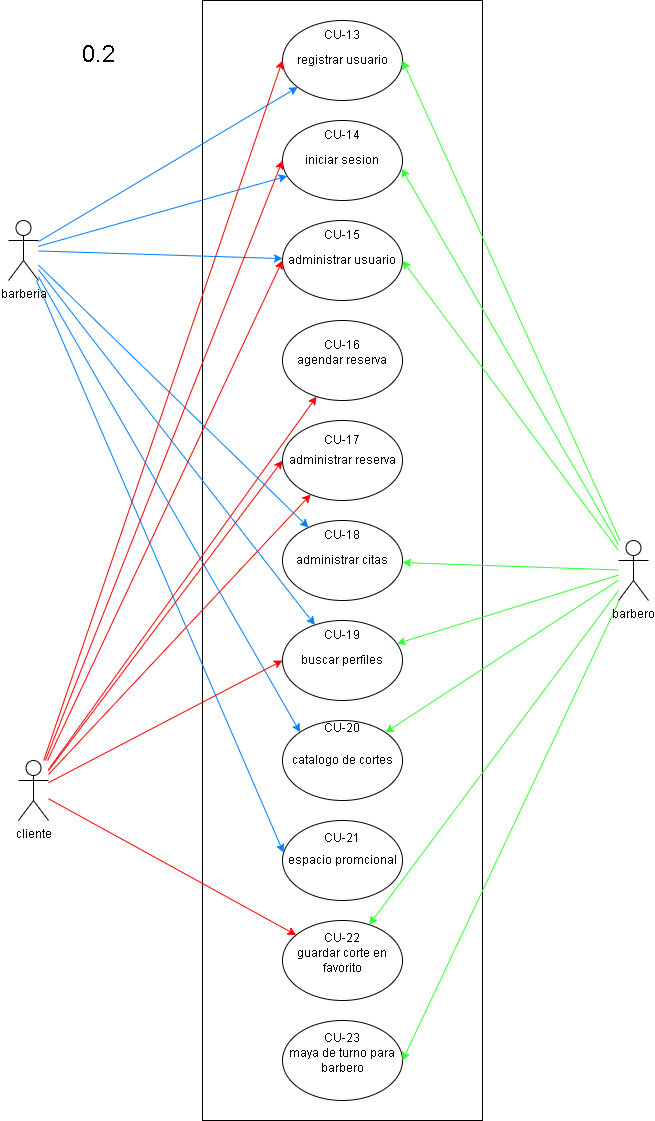 0.2
CU-13
registrar usuario
CU-14
iniciar sesion
barberia
CU-15
administrar usuario
CU-16
agendar reserva
CU-17
administrar reserva
CU-18
administrar citas
barbero
CU-19
buscar perfiles
CU-20
catalogo de cortes
cliente
CU-21
espacio promcional
CU-22
guardar corte en
favorito
CU-23
maya de turno para
barbero